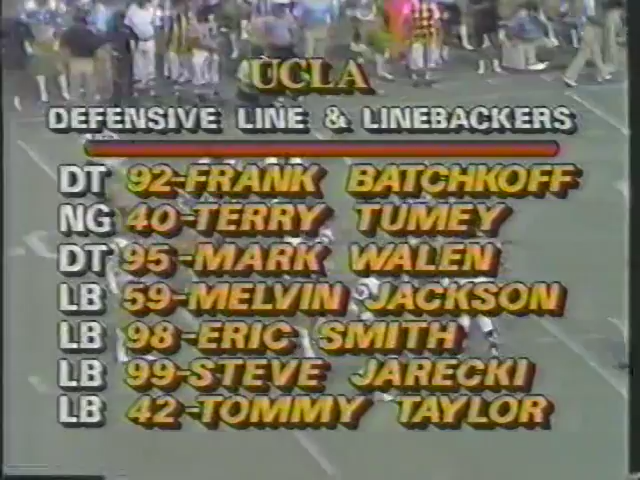 UCLA
DEFENSIVE LINE & LINEBACKERS
DT 92-FRANK BATCHKOFF
NG 40-TERRY TUMEY
DT 95-MARK WALEN
LB 59-MELVIN JACKSON
LB 98-ERIC SMITH
LB 99-STEVE JARECKI
LB 42-TOMMY TAYLOR